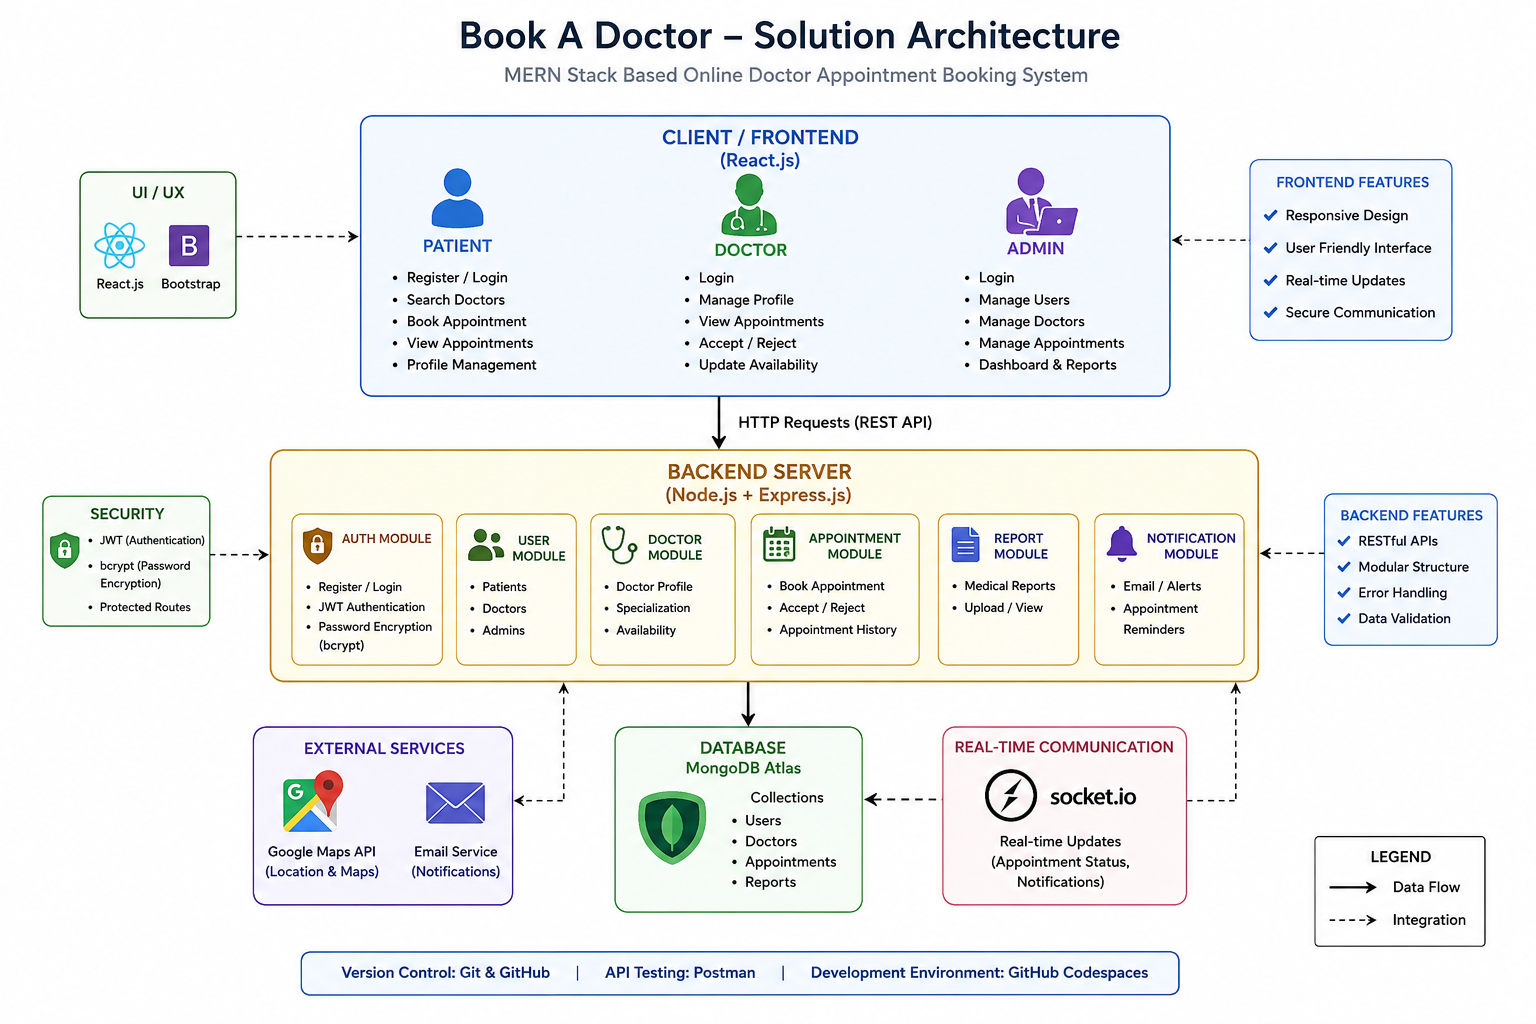 Book A Doctor – Solution Architecture
MERN Stack Based Online Doctor Appointment Booking System
UI / UX
B
React.js
Bootstrap
CLIENT / FRONTEND
(React.js)
PATIENT
• Register / Login
• Search Doctors
• Book Appointment
• View Appointments
• Profile Management
DOCTOR
• Login
• Manage Profile
• View Appointments
• Accept / Reject
• Update Availability
ADMIN
• Login
• Manage Users
• Manage Doctors
• Manage Appointments
• Dashboard & Reports
FRONTEND FEATURES
Responsive Design
User Friendly Interface
Real-time Updates
Secure Communication
HTTP Requests (REST API)
SECURITY
• JWT (Authentication)
• bcrypt (Password
Encryption)
• Protected Routes
BACKEND SERVER
(Node.js + Express.js)
AUTH MODULE
• Register / Login
• JWT Authentication
• Password Encryption
(bcrypt)
USER
MODULE
• Patients
• Doctors
• Admins
DOCTOR
MODULE
• Doctor Profile
• Specialization
• Availability
APPOINTMENT
MODULE
• Book Appointment
• Accept / Reject
• Appointment History
REPORT
MODULE
• Medical Reports
• Upload / View
NOTIFICATION
MODULE
• Email / Alerts
• Appointment
Reminders
BACKEND FEATURES
RESTful APIs
Modular Structure
Error Handling
Data Validation
EXTERNAL SERVICES
G
Google Maps API
(Location & Maps)
Email Service
(Notifications)
DATABASE
MongoDB Atlas
Collections
• Users
• Doctors
• Appointments
• Reports
REAL-TIME COMMUNICATION
socket.io
Real-time Updates
(Appointment Status,
Notifications)
LEGEND
Data Flow
Integration
Version Control: Git & GitHub | API Testing: Postman | Development Environment: GitHub Codespaces